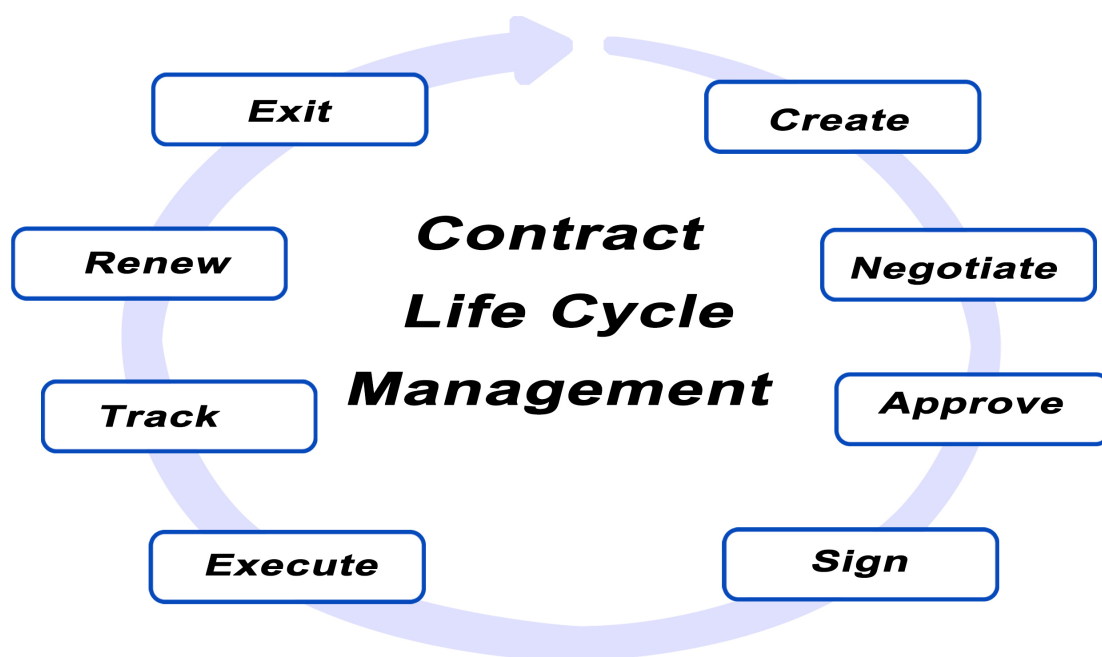 Contract
Life Cycle
Management
Create
Negotiate
Approve
Sign
Execute
Track
Renew
Exit